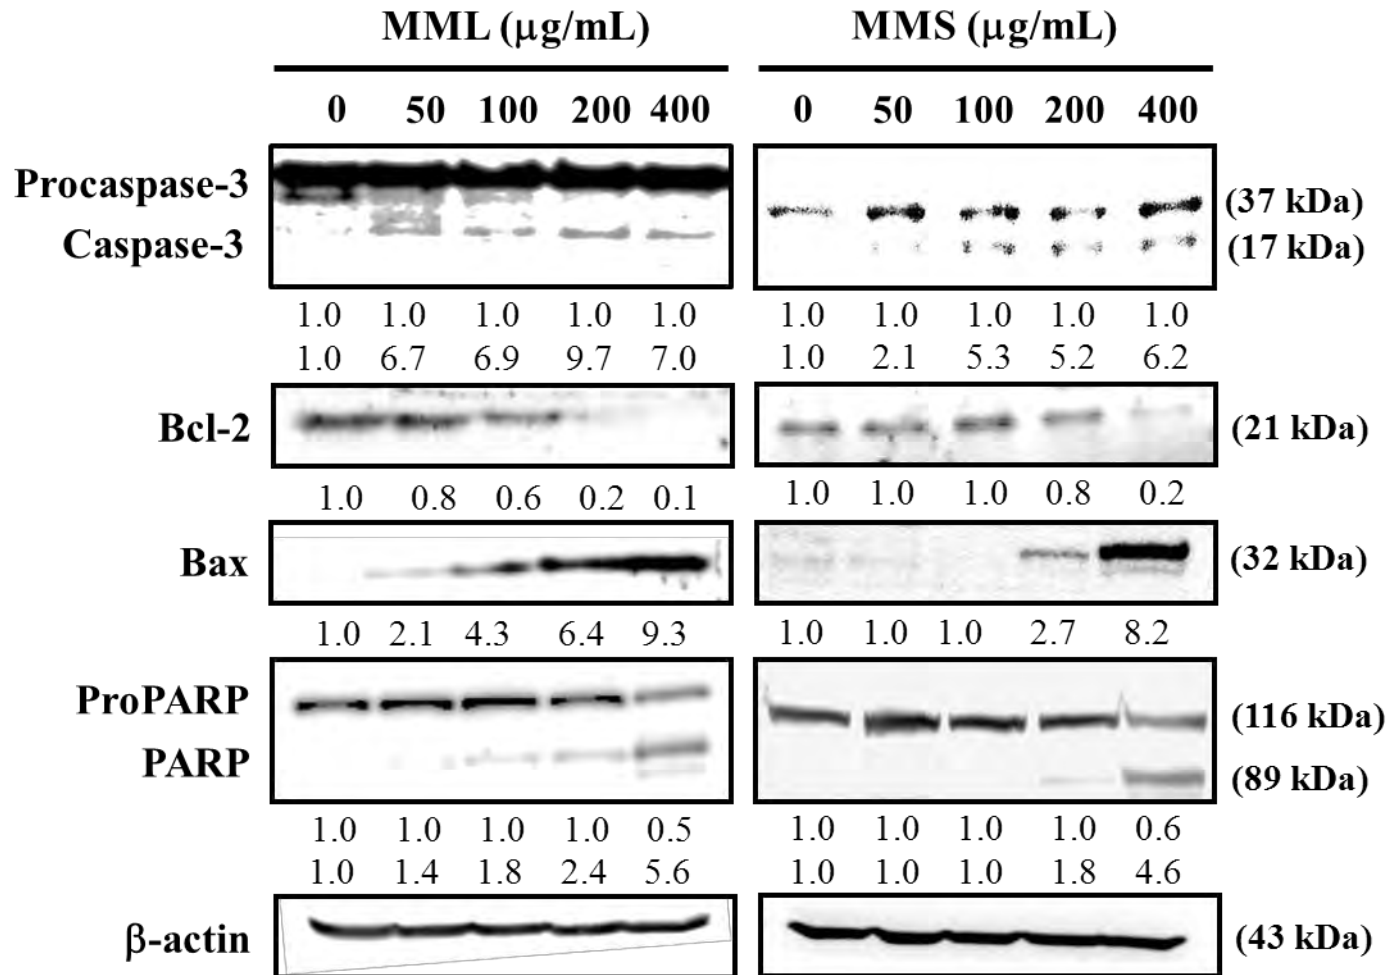 MML (μg/mL) MMS (μg/mL)
0 50 100 200 400 0 50 100 200 400
Procaspase-3 (37 kDa)
Caspase-3 (17 kDa)
1.0 1.0 1.0 1.0 1.0 1.0 1.0 1.0 1.0 1.0
1.0 6.7 6.9 9.7 7.0 1.0 2.1 5.3 5.2 6.2
Bcl-2 (21 kDa)
1.0 0.8 0.6 0.2 0.1 1.0 1.0 1.0 0.8 0.2
Bax (32 kDa)
1.0 2.1 4.3 6.4 9.3 1.0 1.0 1.0 2.7 8.2
ProPARP (116 kDa)
PARP (89 kDa)
1.0 1.0 1.0 1.0 0.5 1.0 1.0 1.0 1.0 0.6
1.0 1.4 1.8 2.4 5.6 1.0 1.0 1.0 1.8 4.6
β-actin (43 kDa)